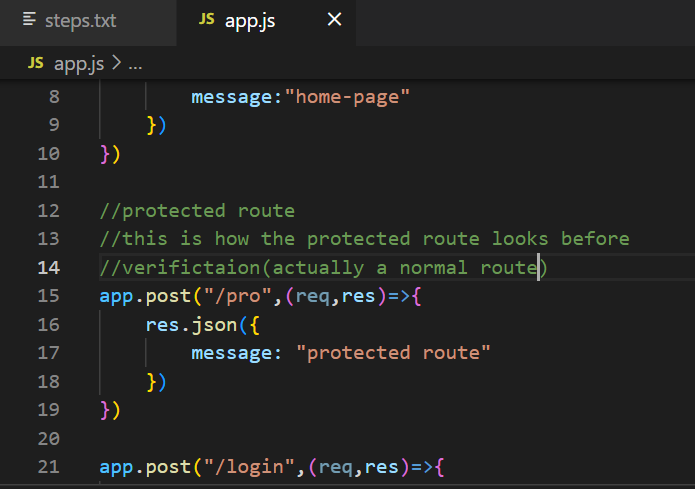 steps.txt
JS app.js ×
JS app.js > ...
8 message:"home-page"
9 })
10 })
11
12 //protected route
13 //this is how the protected route looks before
14 //verifictaion(actually a normal route)
15 app.post("/pro",(req,res)=>{
16 res.json({
17 message: "protected route"
18 })
19 })
20
21 app.post("/login",(req,res)=>{